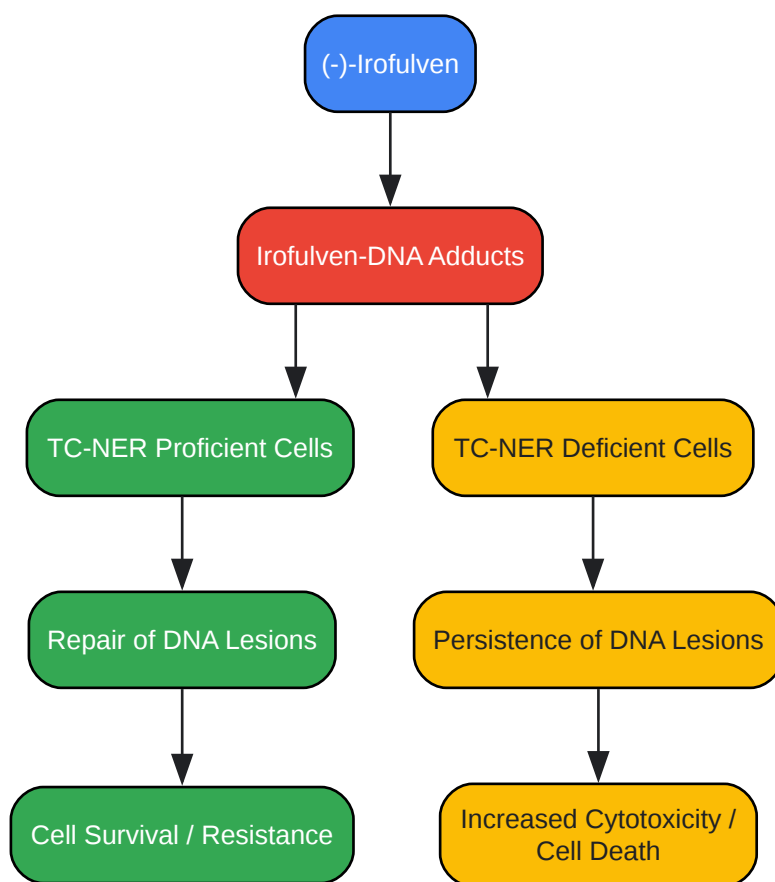 (-)-Irofulven
Irofulven-DNA Adducts
TC-NER Proficient Cells
TC-NER Deficient Cells
Repair of DNA Lesions
Persistence of DNA Lesions
Cell Survival / Resistance
Increased Cytotoxicity /
Cell Death